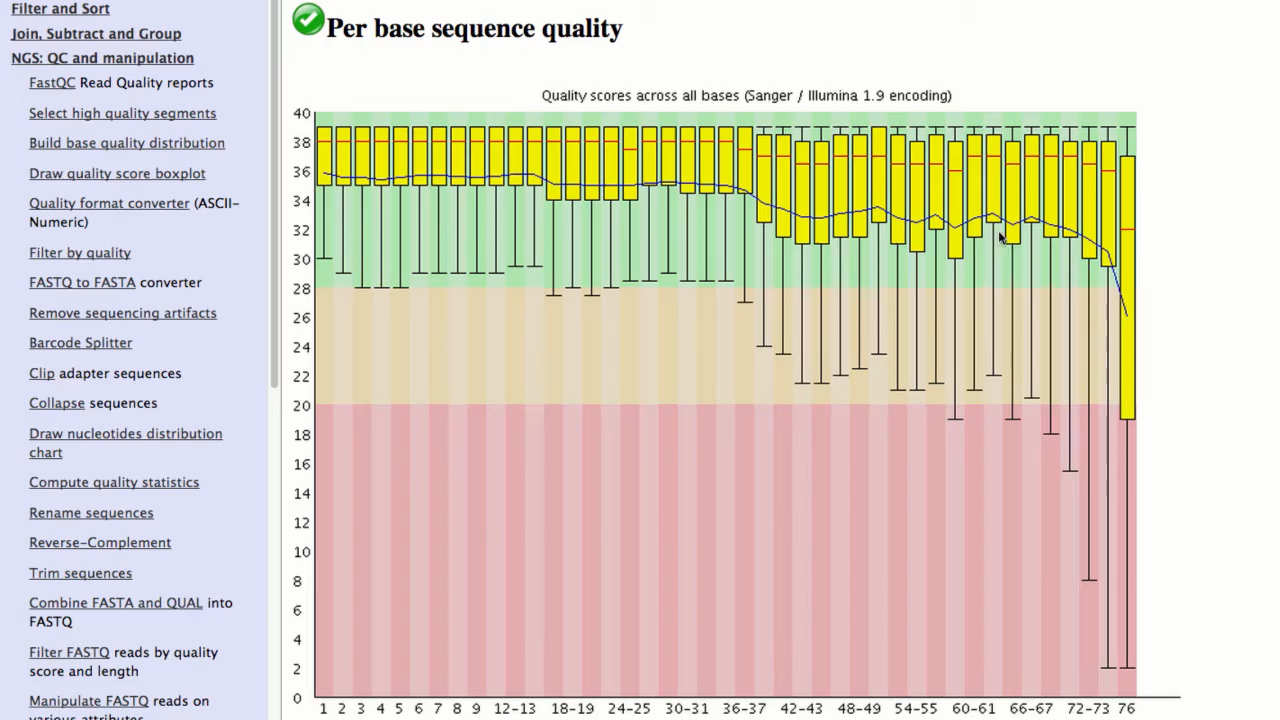 Filter and Sort
Join, Subtract and Group
NGS: QC and manipulation
FastQC Read Quality reports
Select high quality segments
Build base quality distribution
Draw quality score boxplot
Quality format converter (ASCII-
Numeric)
Filter by quality
FASTQ to FASTA converter
Remove sequencing artifacts
Barcode Splitter
Clip adapter sequences
Collapse sequences
Draw nucleotides distribution
chart
Compute quality statistics
Rename sequences
Reverse-Complement
Trim sequences
Combine FASTA and QUAL into
FASTQ
Filter FASTQ reads by quality
score and length
Manipulate FASTQ reads on
various attributes
Per base sequence quality
Quality scores across all bases (Sanger / Illumina 1.9 encoding)
40
38
36
34
32
30
28
26
24
22
20
18
16
14
12
10
8
6
4
2
0
1 2 3 4 5 6 7 8 9 12-13 18-19 24-25 30-31 36-37 42-43 48-49 54-55 60-61 66-67 72-73 76